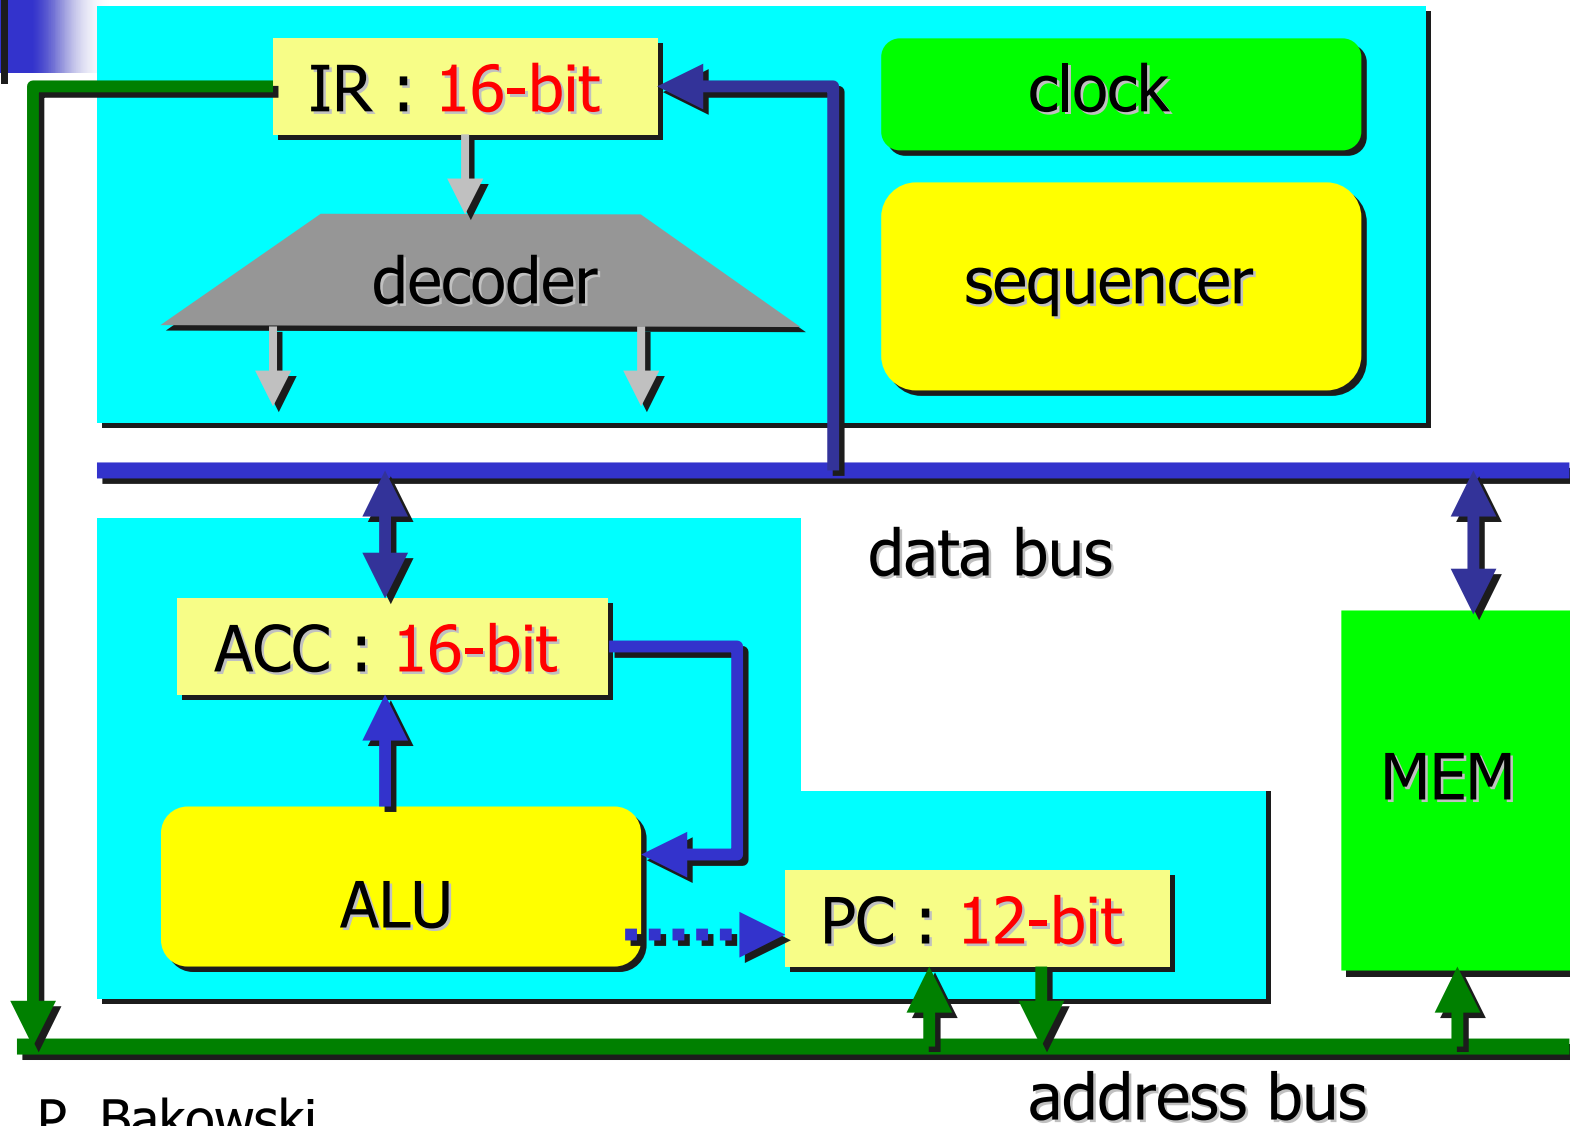 IR : 16-bit
clock
decoder
sequencer
data bus
ACC : 16-bit
MEM
ALU
PC : 12-bit
address bus
P. Bakowski